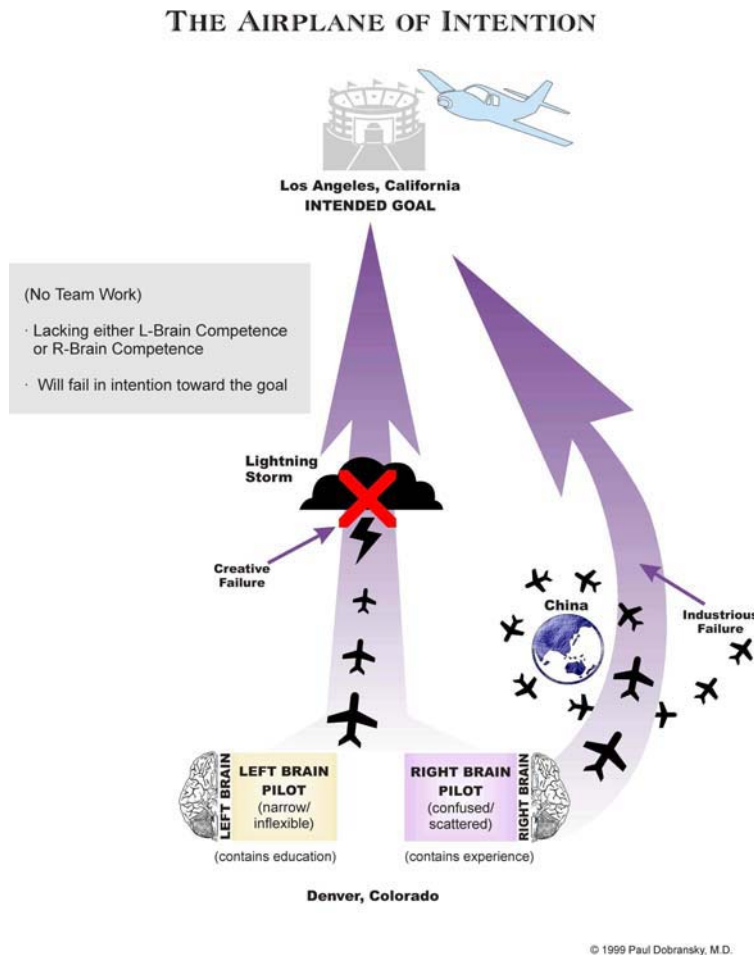 THE AIRPLANE OF INTENTION
Los Angeles, California
INTENDED GOAL
(No Team Work)
· Lacking either L-Brain Competence
or R-Brain Competence
· Will fail in intention toward the goal
Lightning
Storm
Creative
Failure
China
Industrious
Failure
LEFT BRAIN
LEFT BRAIN
PILOT
(narrow/
inflexible)
(contains education)
RIGHT BRAIN
PILOT
(confused/
scattered)
RIGHT BRAIN
(contains experience)
Denver, Colorado
© 1999 Paul Dobransky, M.D.